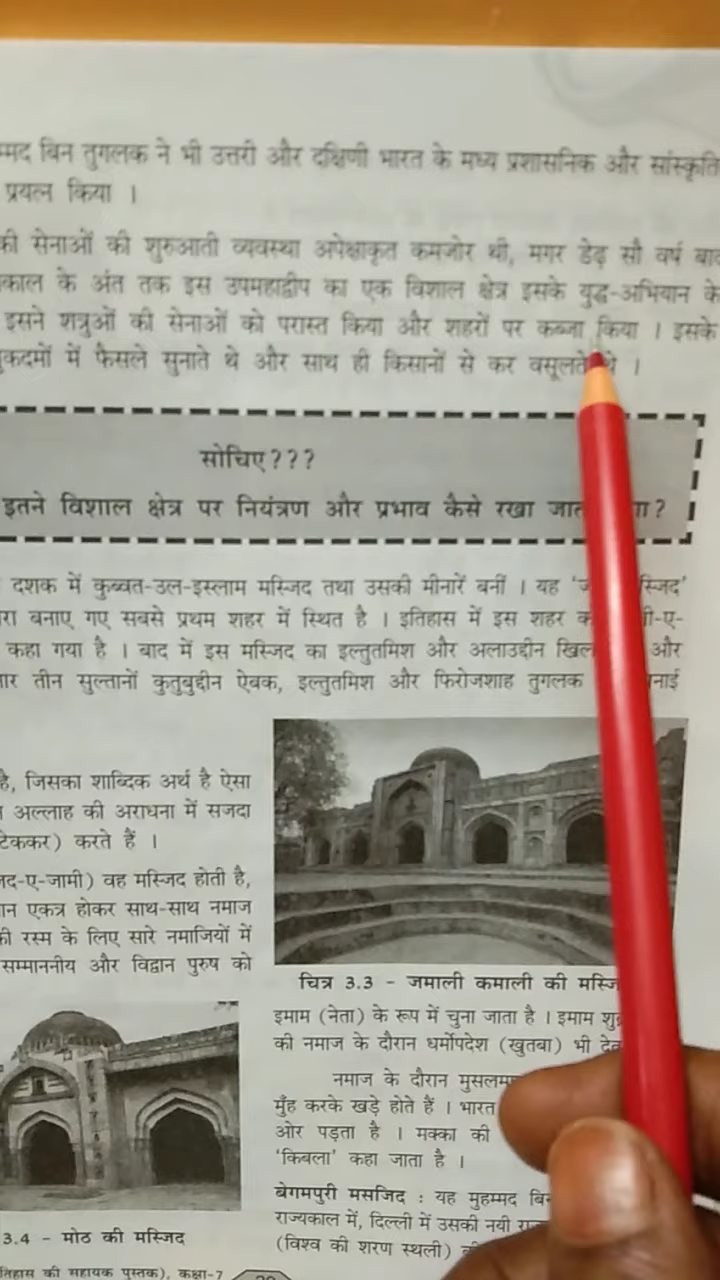 बिन तुगलक ने भी उत्तरी और दक्षिणी भारत के मध्य प्रशासनिक और
प्रयत्न किया ।
की सेनाओं की शुरुआती व्यवस्था अपेक्षाकृत कमजोर थी, मगर डेढ़ सौ वर्ष
के अंत तक इस उपमहाद्वीप का एक विशाल क्षेत्र इसके युद्ध-अभियान के
इसने शत्रुओं की सेनाओं को परास्त किया और शहरों पर कब्जा किया । इसके
में फैसले सुनाते थे और साथ ही किसानों से कर वसूलते थे ।
सोचिए???
इतने विशाल क्षेत्र पर नियंत्रण और प्रभाव कैसे रखा
दशक में कुब्वत-उल-इस्लाम मस्जिद तथा उसकी मीनारें बनीं । यह
बनाए गए सबसे प्रथम शहर में स्थित है । इतिहास में इस शहर
कहा गया है । बाद में इस मस्जिद का इल्तुतमिश और अलाउद्दीन और
तीन सुल्तानों कुतुबुद्दीन ऐबक, इल्तुतमिश और फिरोजशाह तुगलक
है, जिसका शाब्दिक अर्थ है ऐसा
अल्लाह की अराधना में सजदा
टेककर) करते हैं ।
वह मस्जिद होती है,
एकत्र होकर साथ-साथ नमाज
की रस्म के लिए सारे नमाजियों में
सम्माननीय और विद्वान पुरुष को
चित्र 3.3 - जमाली कमाली की
इमाम (नेता) के रूप में चुना जाता है । इमाम
की नमाज के दौरान धर्मोपदेश (खुतबा) भी
नमाज के दौरान
मुँह करके खड़े होते हैं । भारत
ओर पड़ता है । मक्का की
'किबला' कहा जाता है ।
बेगमपुरी मसजिद : यह मुहम्मद बिन
राज्यकाल में, दिल्ली में उसकी नयी
(विश्व की शरण स्थली)
3.4 - मोठ की मस्जिद
की सहायक पुस्तक), कक्षा-7